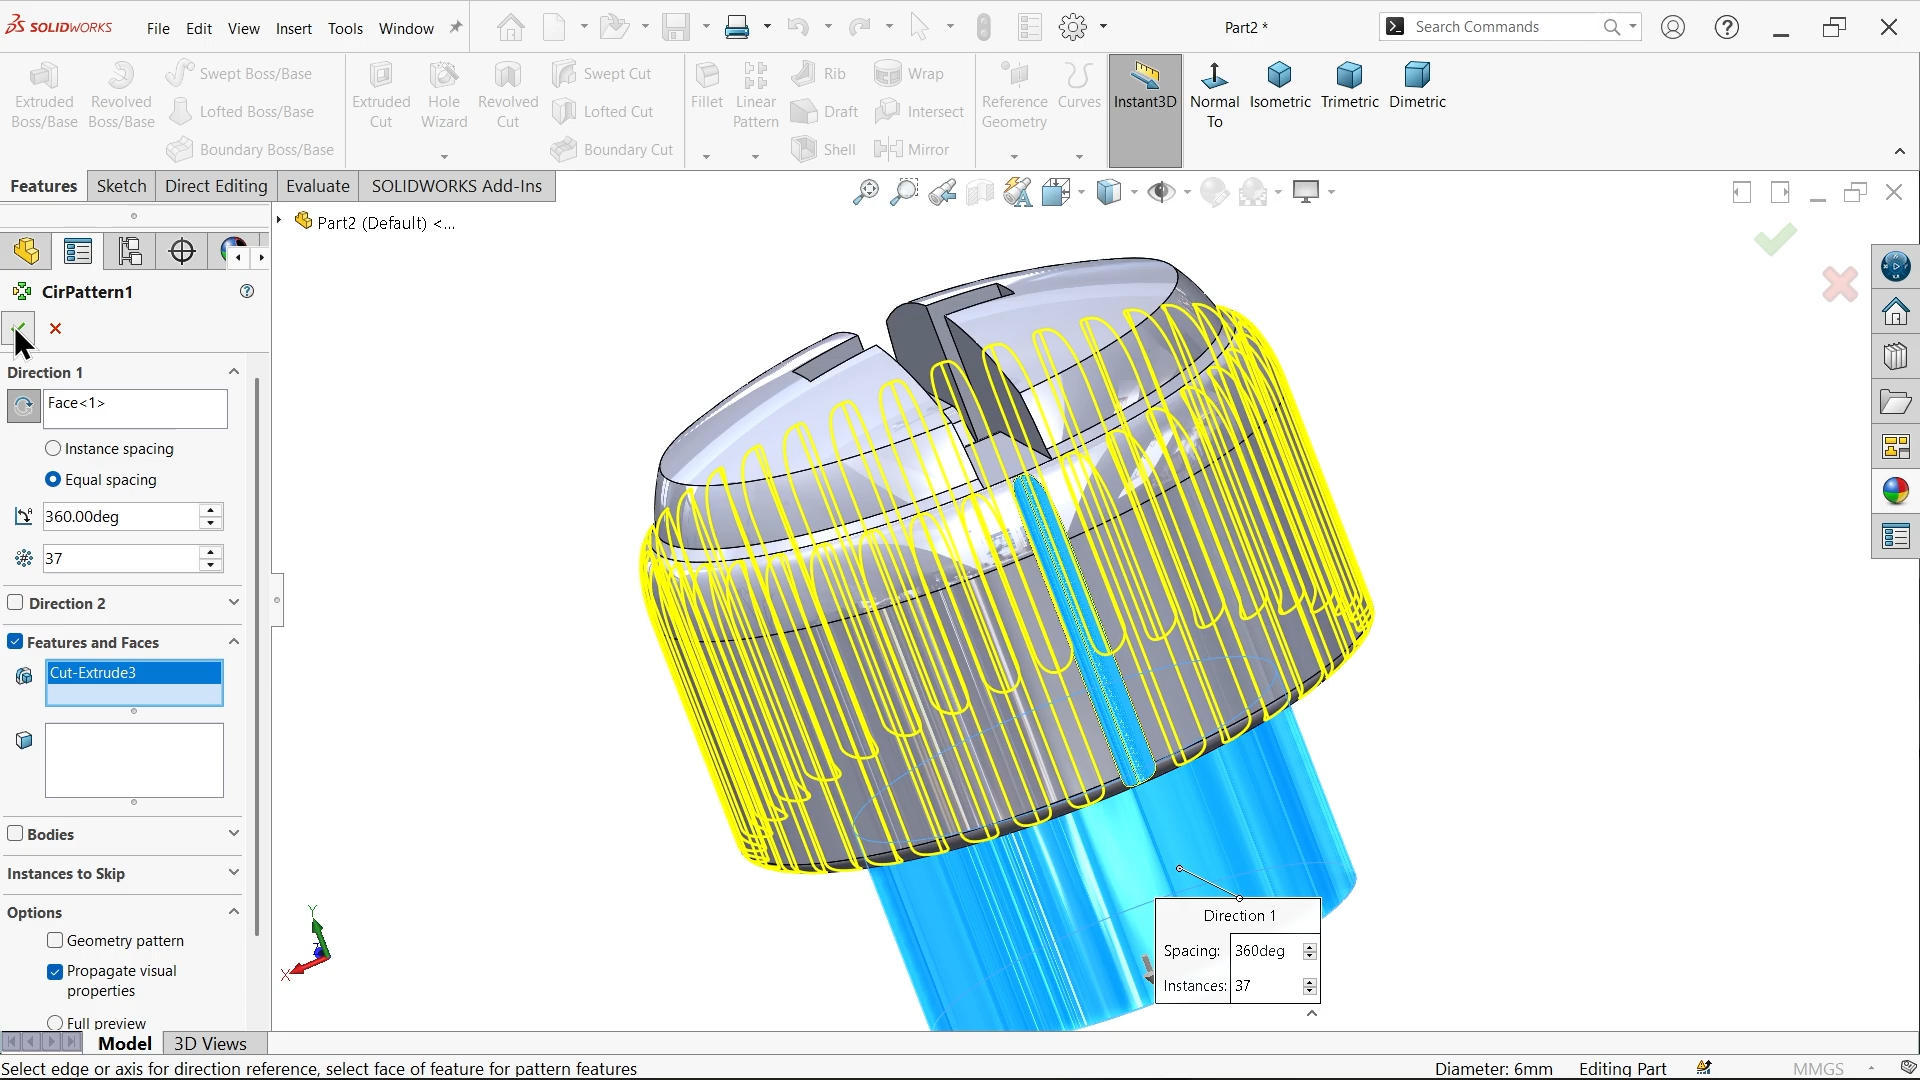 SOLIDWORKS
File Edit View Insert Tools Window
Part2 *
Search Commands
Extruded Boss/Base
Revolved Boss/Base
Swept Boss/Base
Lofted Boss/Base
Boundary Boss/Base
Extruded Cut
Hole Wizard
Revolved Cut
Swept Cut
Lofted Cut
Boundary Cut
Fillet
Linear Pattern
Rib
Draft
Shell
Wrap
Intersect
Mirror
Reference Geometry
Curves
Instant3D
Normal To
Isometric
Trimetric
Dimetric
Features Sketch Direct Editing Evaluate SOLIDWORKS Add-Ins
Part2 (Default) <...
CirPattern1
Direction 1
Face<1>
Instance spacing
Equal spacing
360.00deg
37
Direction 2
Features and Faces
Cut-Extrude3
Bodies
Instances to Skip
Options
Geometry pattern
Propagate visual
properties
Full preview
Y
Z
X
Direction 1
Spacing: 360deg
Instances: 37
Model 3D Views
Select edge or axis for direction reference, select face of feature for pattern features
Diameter: 6mm Editing Part MMGS